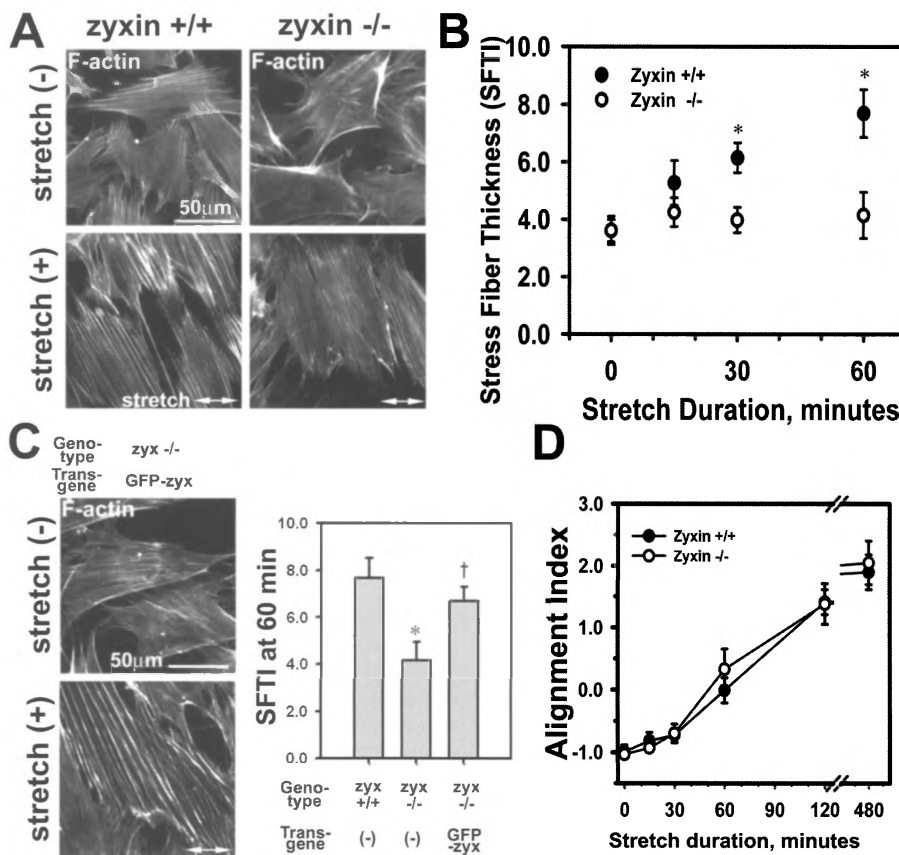 A
zyxin +/+
zyxin -/-
stretch (-)
F-actin
F-actin
50μm
stretch (+)
stretch
B
Stress Fiber Thickness (SFTI)
10.0
8.0
6.0
4.0
2.0
0.0
Zyxin +/+
Zyxin -/-
*
*
0
30
60
Stretch Duration, minutes
C
Geno-
type
zyx -/-
Trans-
gene
GFP-zyx
stretch (-)
F-actin
50μm
stretch (+)
SFTI at 60 min
10.0
8.0
6.0
4.0
2.0
0.0
*
†
Geno-
type
zyx
+/+
zyx
-/-
zyx
-/-
Trans-
gene
(-)
(-)
GFP
-zyx
D
Alignment Index
3.0
2.0
1.0
0.0
-1.0
Zyxin +/+
Zyxin -/-
0
30
60
90
120
480
Stretch duration, minutes